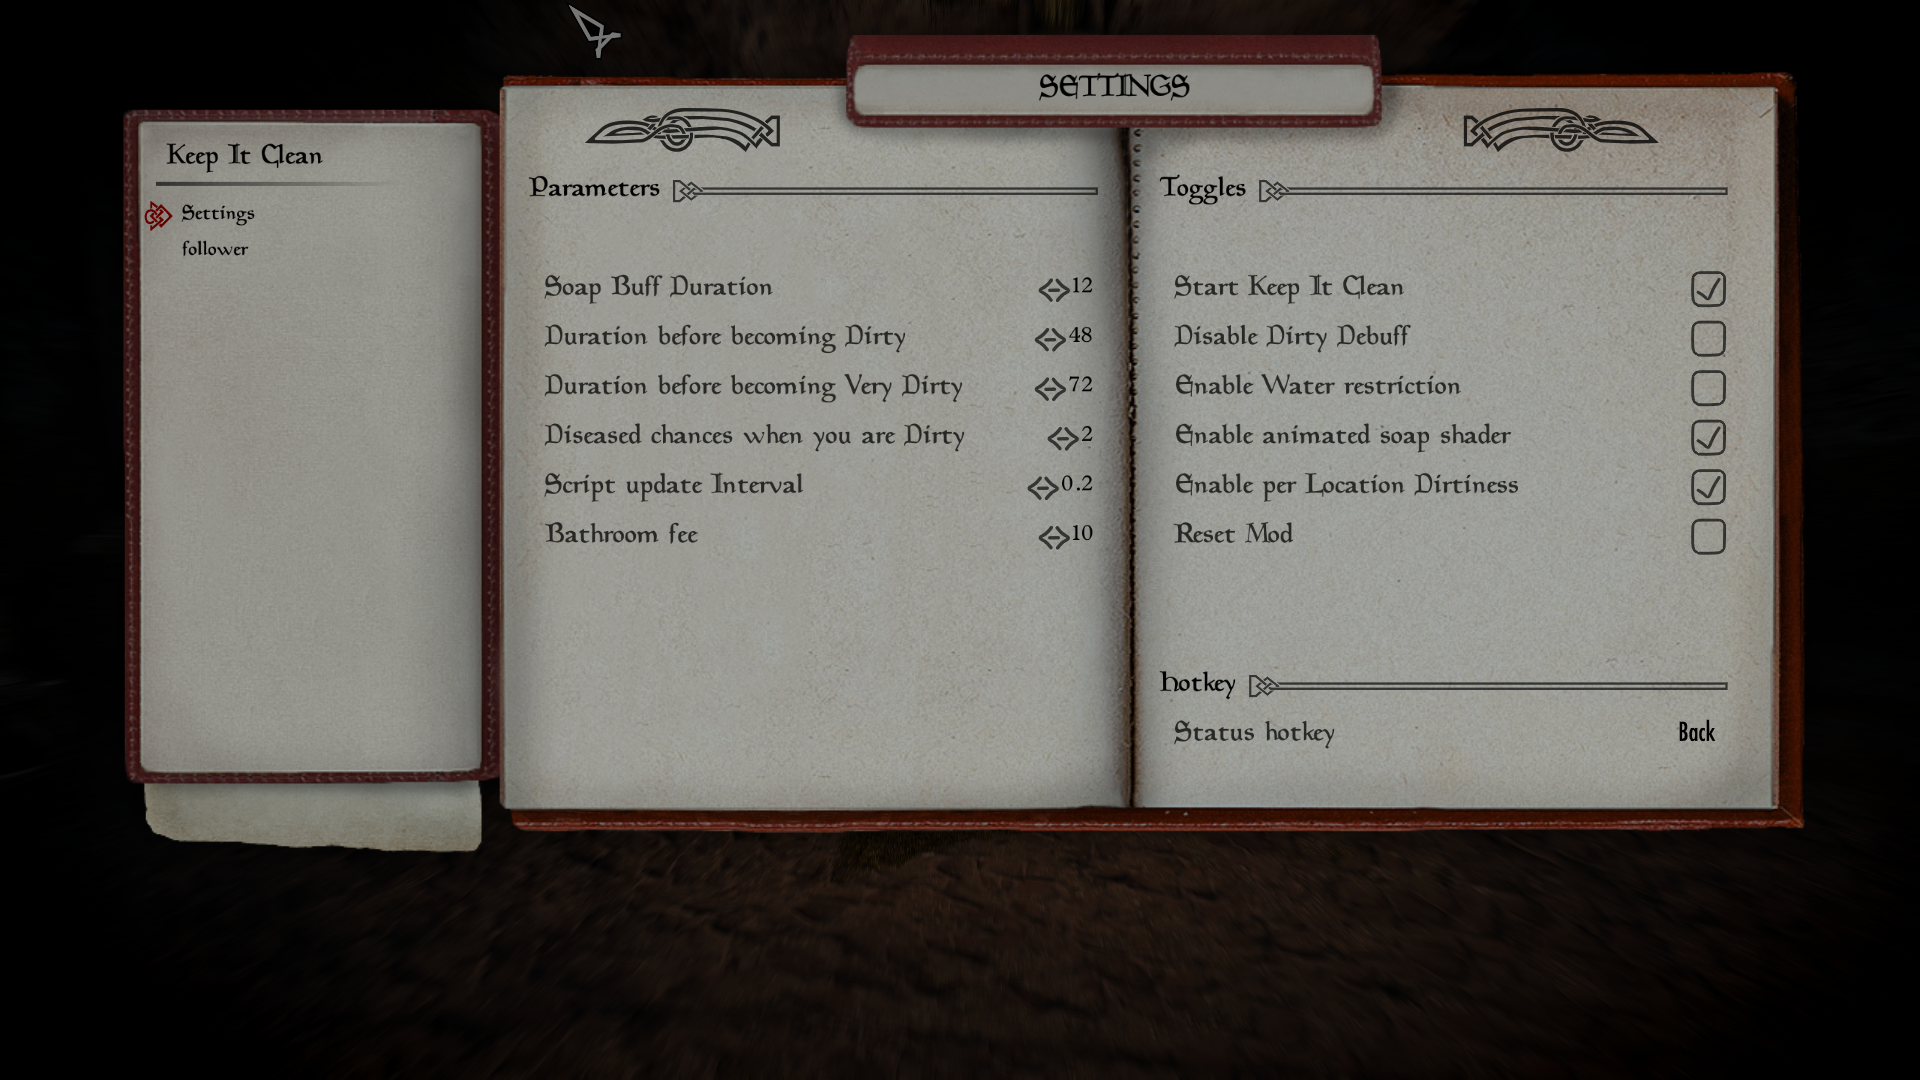 SETTINGS
Keep It Clean
Settings
follower
Parameters
Soap Buff Duration 12
Duration before becoming Dirty 48
Duration before becoming Very Dirty 72
Diseased chances when you are Dirty 2
Script update Interval 0.2
Bathroom fee 10
Toggles
Start Keep It Clean
Disable Dirty Debuff
Enable Water restriction
Enable animated soap shader
Enable per Location Dirtiness
Reset Mod
hotkey
Status hotkey Back